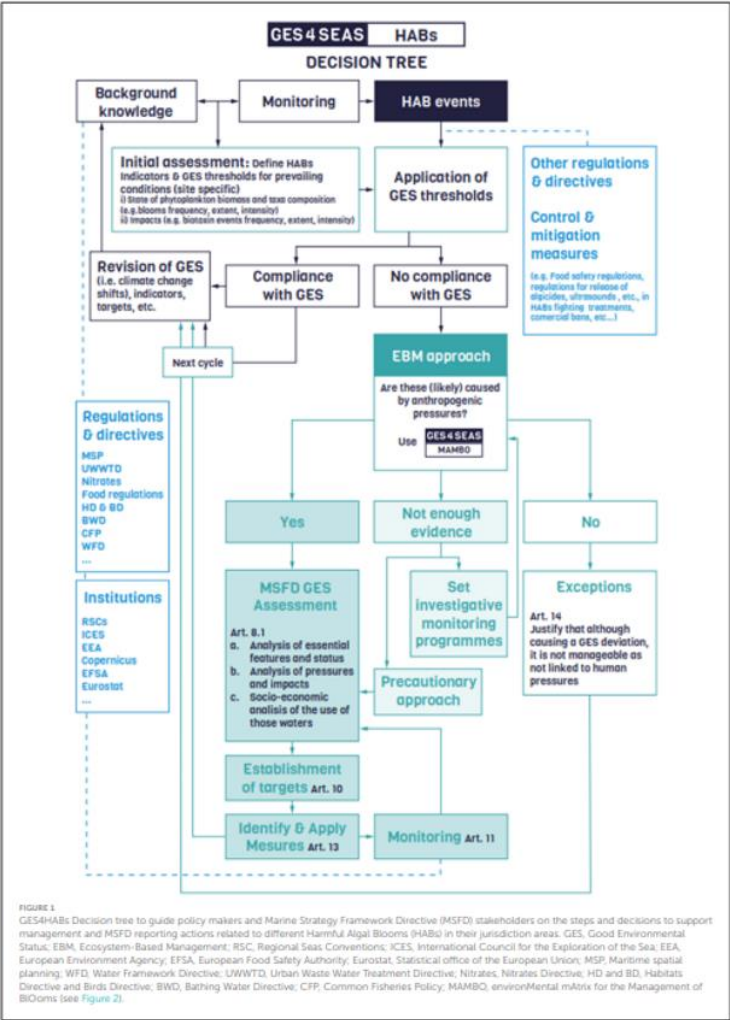 GES4SEAS HABs
DECISION TREE
Background
knowledge
Monitoring
HAB events
Initial assessment: Define HABs
Indicators & GES thresholds for prevailing
conditions (site specific)
i) State of phytoplankton biomass and taxa composition
(e.g.blooms frequency, extent, intensity)
ii) Impacts (e.g. biotoxin events frequency, extent, intensity)
Application of
GES thresholds
Other regulations
& directives
Control &
mitigation
measures
(e.g. Food safety regulations,
regulations for release of
algicides, ultrasounds , etc., in
HABs fighting treatments,
comercial bans, etc...)
Revision of GES
(i.e. climate change
shifts), indicators,
targets, etc.
Compliance
with GES
No compliance
with GES
Next cycle
EBM approach
Are these (likely) caused
by anthropogenic
pressures?
Use GES4SEAS
MAMBO
Regulations
& directives
MSP
UWWTD
Nitrates
Food regulations
HD & BD
BWD
CFP
WFD
...
Yes
Not enough
evidence
No
MSFD GES
Assessment
Art. 8.1
a. Analysis of essential
features and status
b. Analysis of pressures
and impacts
c. Socio-economic
analisis of the use of
those waters
Set
investigative
monitoring
programmes
Exceptions
Art. 14
Justify that although
causing a GES deviation,
it is not manageable as
not linked to human
pressures
Institutions
RSCs
ICES
EEA
Copernicus
EFSA
Eurostat
...
Precautionary
approach
Establishment
of targets Art. 10
Identify & Apply
Mesures Art. 13
Monitoring Art. 11
FIGURE 1
GES4HABs Decision tree to guide policy makers and Marine Strategy Framework Directive (MSFD) stakeholders on the steps and decisions to support
management and MSFD reporting actions related to different Harmful Algal Blooms (HABs) in their jurisdiction areas. GES, Good Environmental
Status; EBM, Ecosystem-Based Management; RSC, Regional Seas Conventions; ICES, International Council for the Exploration of the Sea; EEA,
European Environment Agency; EFSA, European Food Safety Authority; Eurostat, Statistical office of the European Union; MSP, Maritime spatial
planning; WFD, Water Framework Directive; UWWTD, Urban Waste Water Treatment Directive; Nitrates, Nitrates Directive; HD and BD, Habitats
Directive and Birds Directive; BWD, Bathing Water Directive; CFP, Common Fisheries Policy; MAMBO, environMental mAtrix for the Management of
BlOoms (see Figure 2).